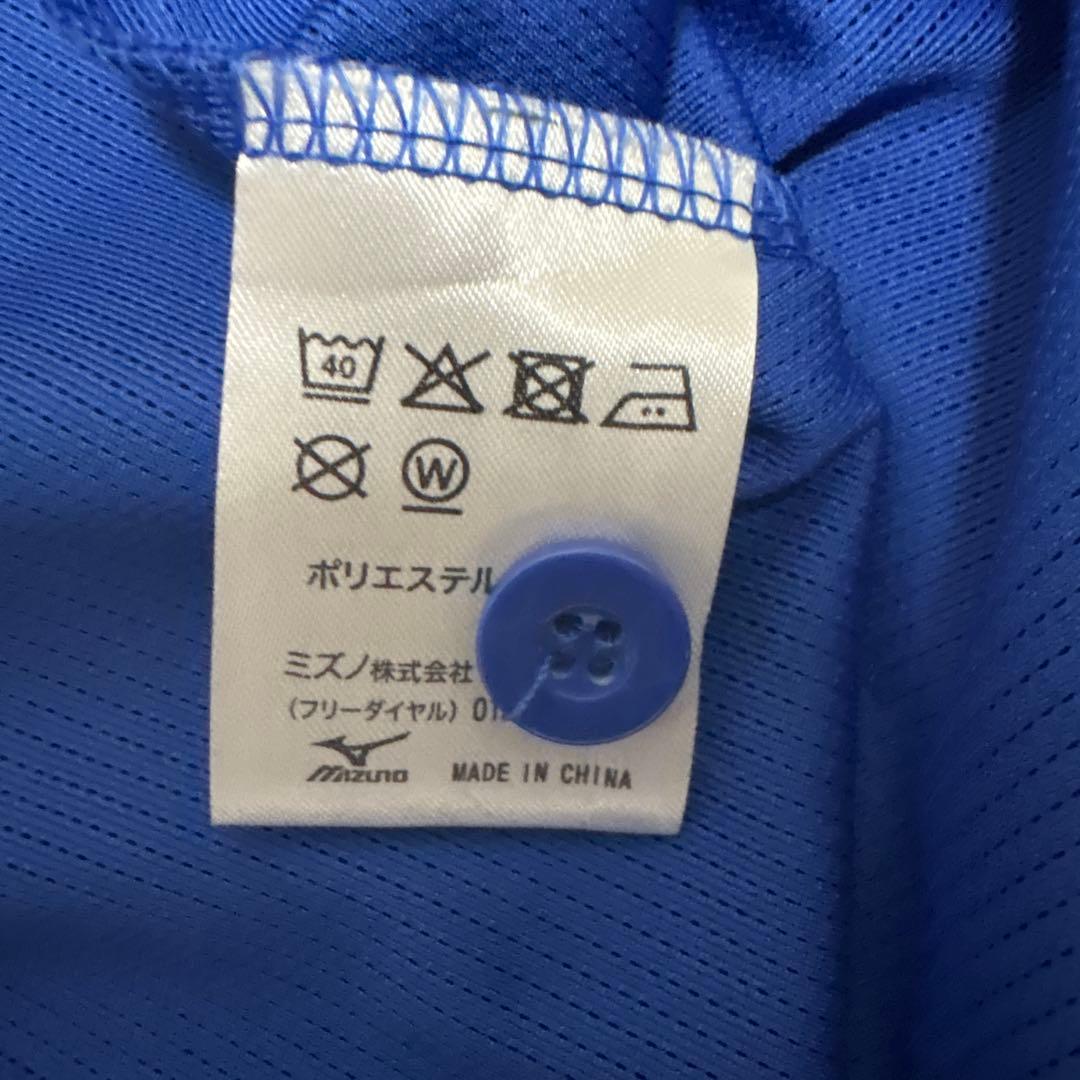 40
W
ポリエステル
ミズノ株式会社
(フリーダイヤル) 01
mizuno MADE IN CHINA